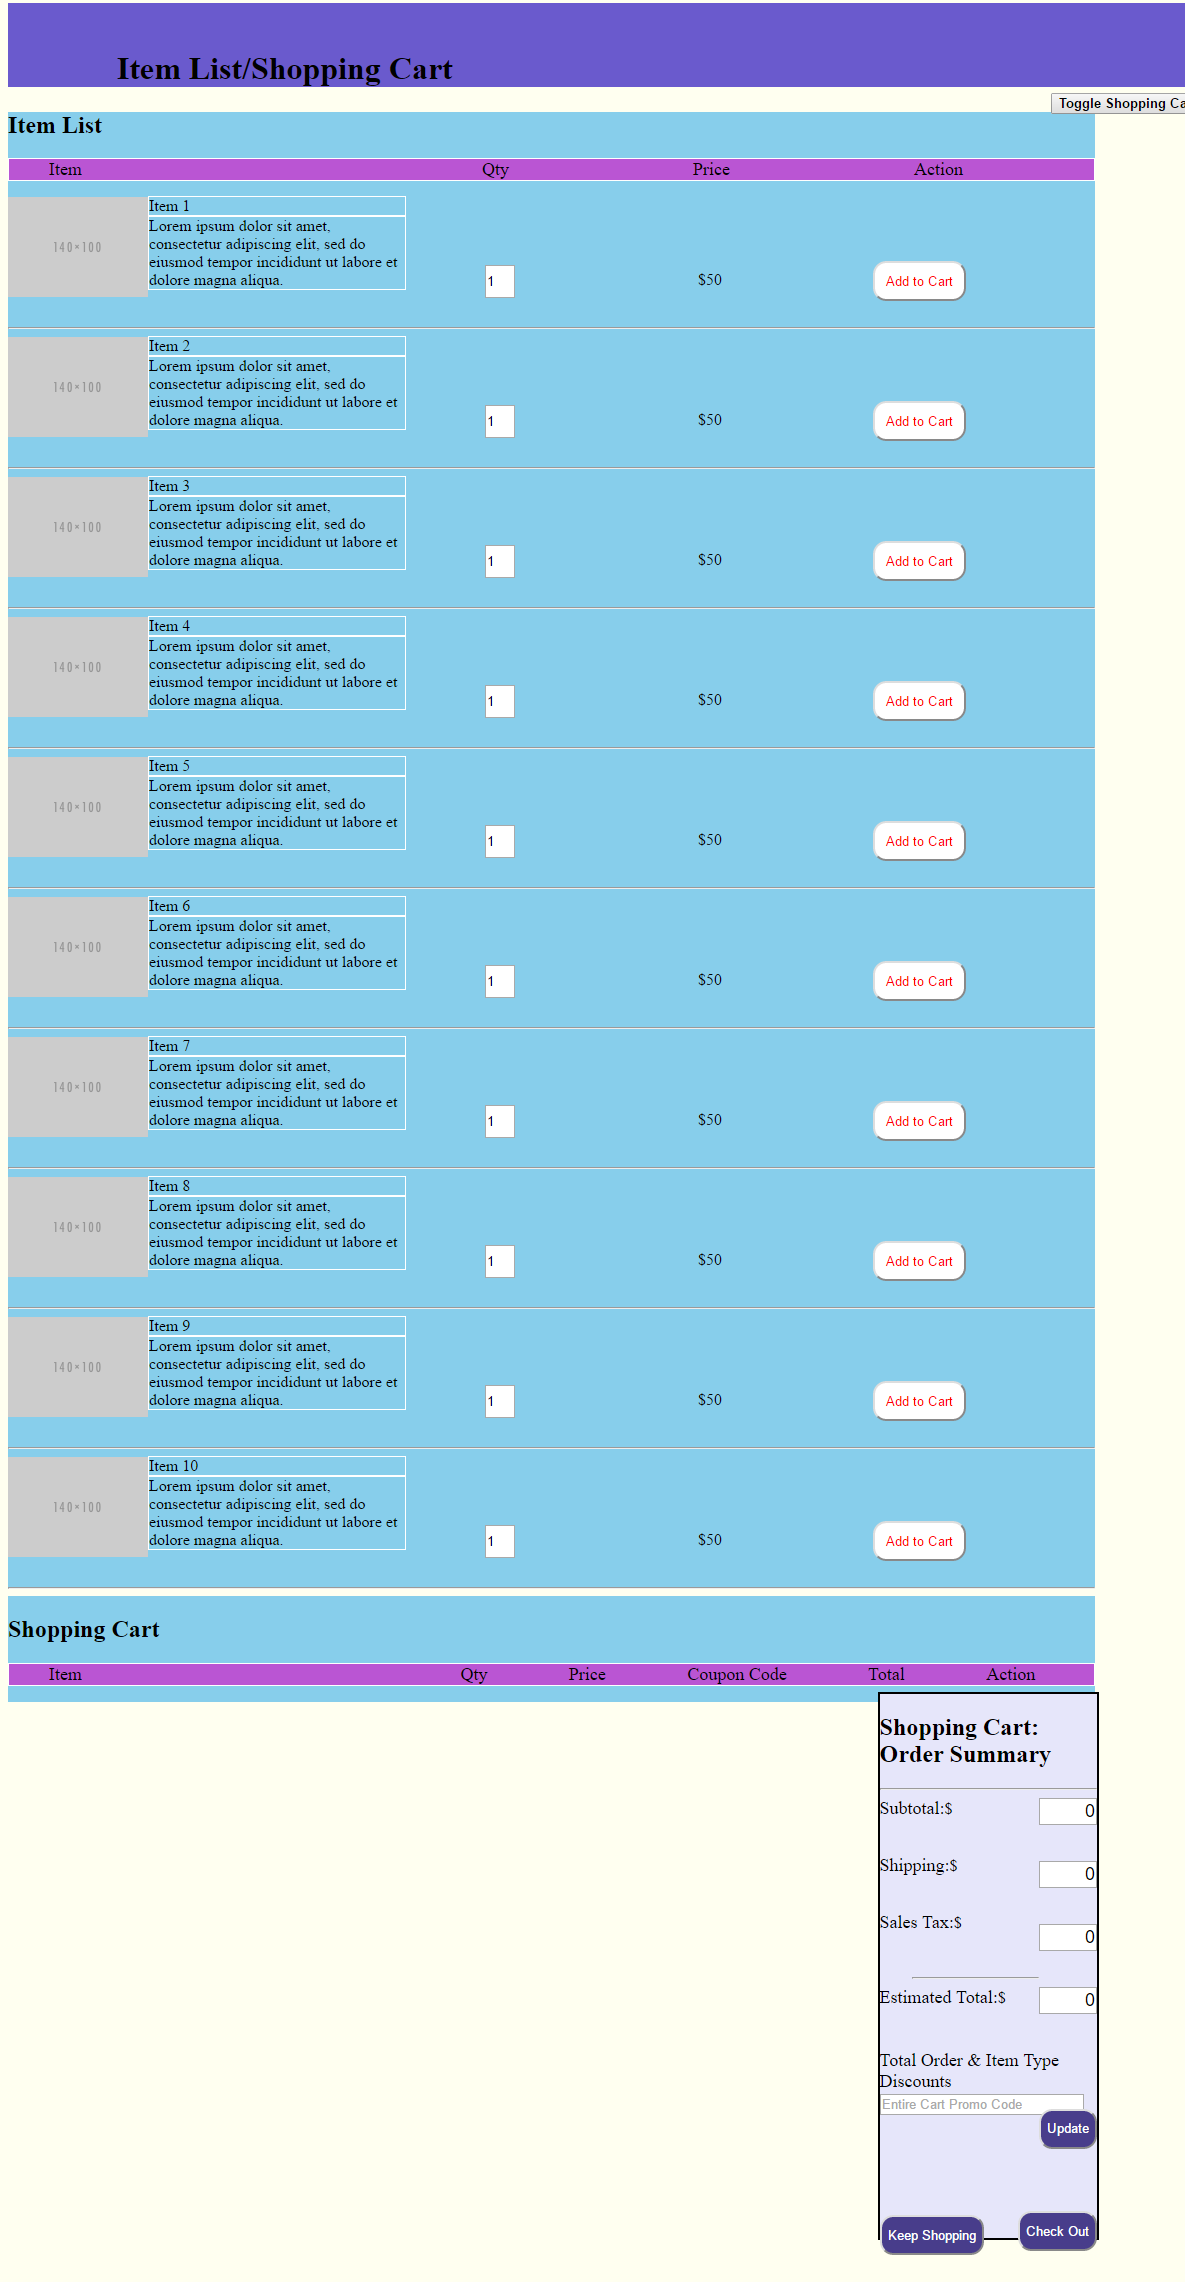 Item List/Shopping Cart
Toggle Shopping Ca
Item List
Item Qty Price Action
140×100
Item 1
Lorem ipsum dolor sit amet,
consectetur adipiscing elit, sed do
eiusmod tempor incididunt ut labore et
dolore magna aliqua.
1 $50 Add to Cart
140×100
Item 2
Lorem ipsum dolor sit amet,
consectetur adipiscing elit, sed do
eiusmod tempor incididunt ut labore et
dolore magna aliqua.
1 $50 Add to Cart
140×100
Item 3
Lorem ipsum dolor sit amet,
consectetur adipiscing elit, sed do
eiusmod tempor incididunt ut labore et
dolore magna aliqua.
1 $50 Add to Cart
140×100
Item 4
Lorem ipsum dolor sit amet,
consectetur adipiscing elit, sed do
eiusmod tempor incididunt ut labore et
dolore magna aliqua.
1 $50 Add to Cart
140×100
Item 5
Lorem ipsum dolor sit amet,
consectetur adipiscing elit, sed do
eiusmod tempor incididunt ut labore et
dolore magna aliqua.
1 $50 Add to Cart
140×100
Item 6
Lorem ipsum dolor sit amet,
consectetur adipiscing elit, sed do
eiusmod tempor incididunt ut labore et
dolore magna aliqua.
1 $50 Add to Cart
140×100
Item 7
Lorem ipsum dolor sit amet,
consectetur adipiscing elit, sed do
eiusmod tempor incididunt ut labore et
dolore magna aliqua.
1 $50 Add to Cart
140×100
Item 8
Lorem ipsum dolor sit amet,
consectetur adipiscing elit, sed do
eiusmod tempor incididunt ut labore et
dolore magna aliqua.
1 $50 Add to Cart
140×100
Item 9
Lorem ipsum dolor sit amet,
consectetur adipiscing elit, sed do
eiusmod tempor incididunt ut labore et
dolore magna aliqua.
1 $50 Add to Cart
140×100
Item 10
Lorem ipsum dolor sit amet,
consectetur adipiscing elit, sed do
eiusmod tempor incididunt ut labore et
dolore magna aliqua.
1 $50 Add to Cart
Shopping Cart
Item Qty Price Coupon Code Total Action
Shopping Cart:
Order Summary
Subtotal:$ 0
Shipping:$ 0
Sales Tax:$ 0
Estimated Total:$ 0
Total Order & Item Type
Discounts
Entire Cart Promo Code
Update
Keep Shopping Check Out